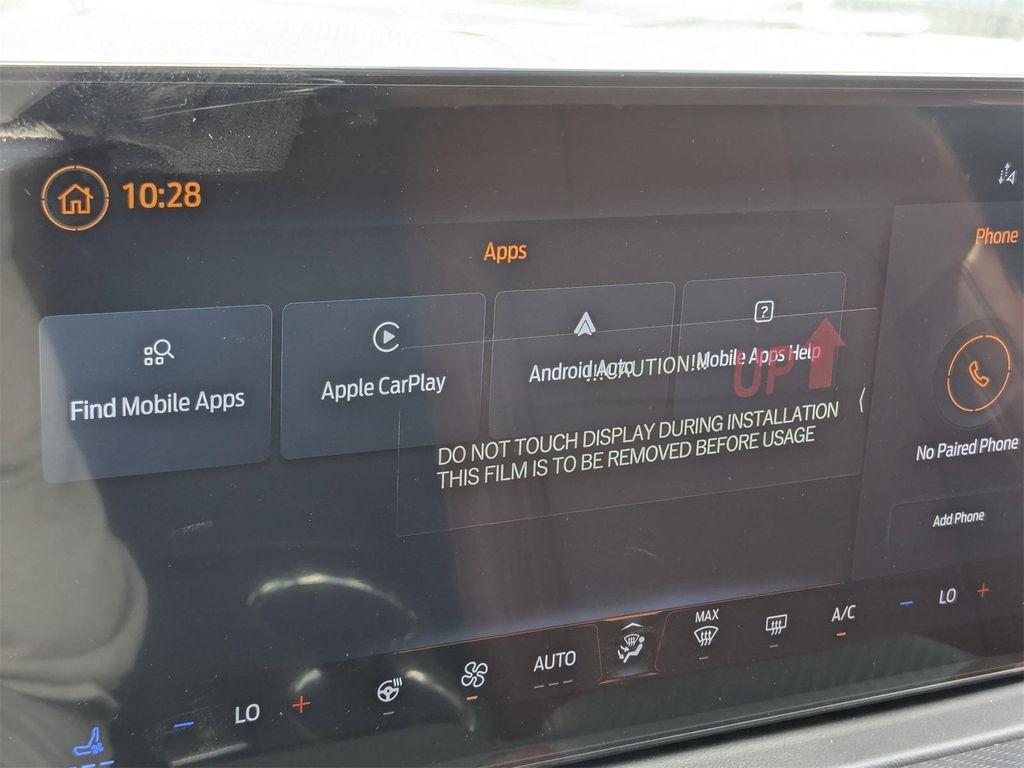 10:28
Apps
Phone
Find Mobile Apps
Apple CarPlay
Android Auto
Mobile Apps Help
?
!!!CAUTION!!!
UP
DO NOT TOUCH DISPLAY DURING INSTALLATION
THIS FILM IS TO BE REMOVED BEFORE USAGE
No Paired Phone
Add Phone
LO
AUTO
MAX
A/C
LO